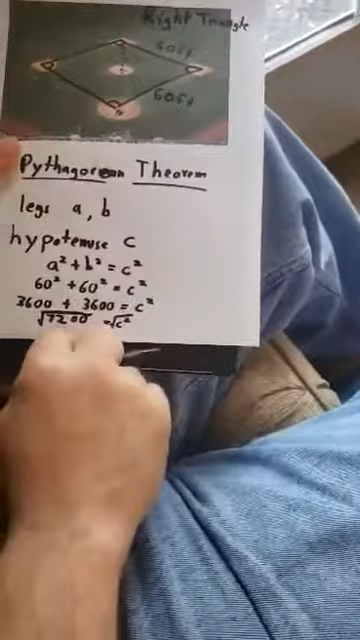 Right Triangle
60ft
60ft
Pythagorean Theorem
legs a, b
hypotenuse c
a² + b² = c²
60² + 60² = c²
3600 + 3600 = c²
√7200 = √c²